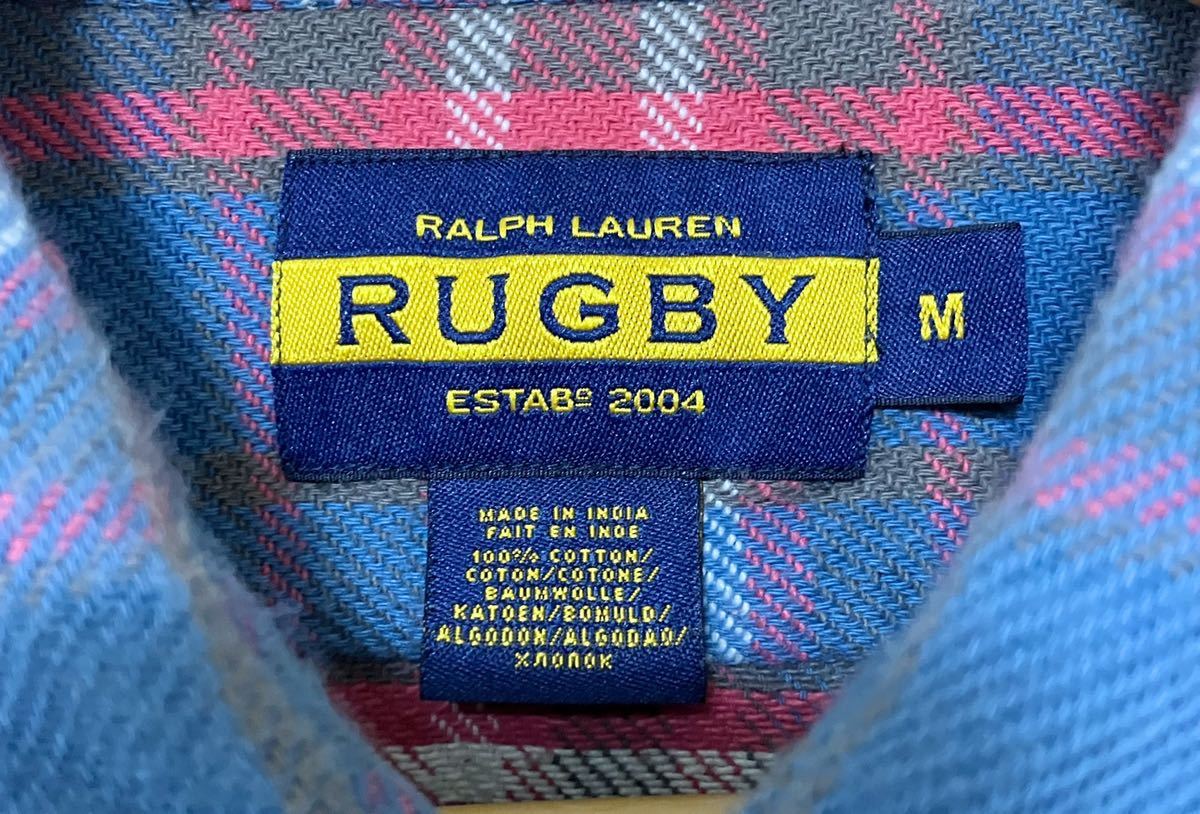 RALPH LAUREN
RUGBY
M
ESTABº 2004
MADE IN INDIA
FAIT EN INDE
100% COTTON/
COTON/COTONE/
BAUMWOLLE/
KATOEN/BOMULD/
ALGODON/ALGODAO/
ХЛОПОК